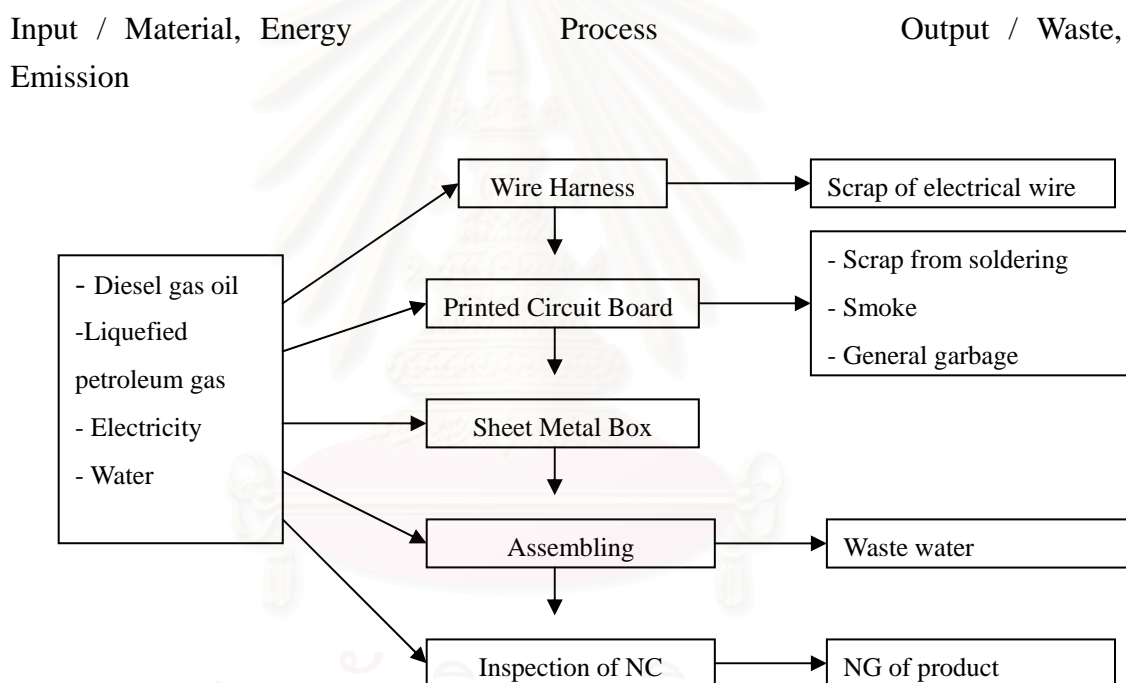 Input / Material, Energy Process Output / Waste,
Emission
Wire Harness
Scrap of electrical wire
- Diesel gas oil
-Liquefied
petroleum gas
- Electricity
- Water
Printed Circuit Board
- Scrap from soldering
- Smoke
- General garbage
Sheet Metal Box
Assembling
Waste water
Inspection of NC
NG of product